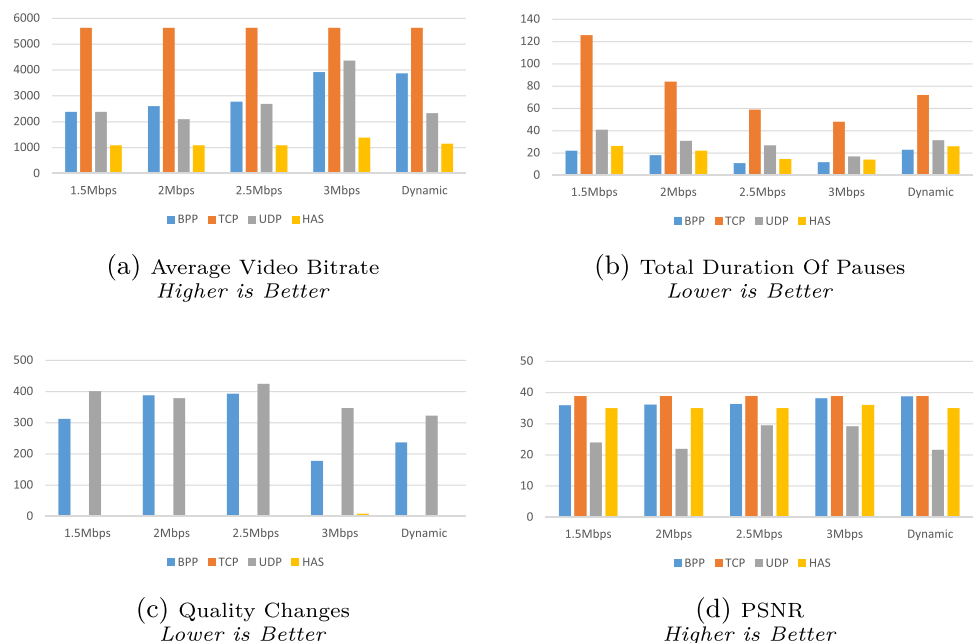 6000
5000
4000
3000
2000
1000
0
1.5Mbps 2Mbps 2.5Mbps 3Mbps Dynamic
BPP TCP UDP HAS
(a) Average Video Bitrate
Higher is Better
140
120
100
80
60
40
20
0
1.5Mbps 2Mbps 2.5Mbps 3Mbps Dynamic
BPP TCP UDP HAS
(b) Total Duration Of Pauses
Lower is Better
500
400
300
200
100
0
1.5Mbps 2Mbps 2.5Mbps 3Mbps Dynamic
BPP TCP UDP HAS
(c) Quality Changes
Lower is Better
50
40
30
20
10
0
1.5Mbps 2Mbps 2.5Mbps 3Mbps Dynamic
BPP TCP UDP HAS
(d) PSNR
Higher is Better